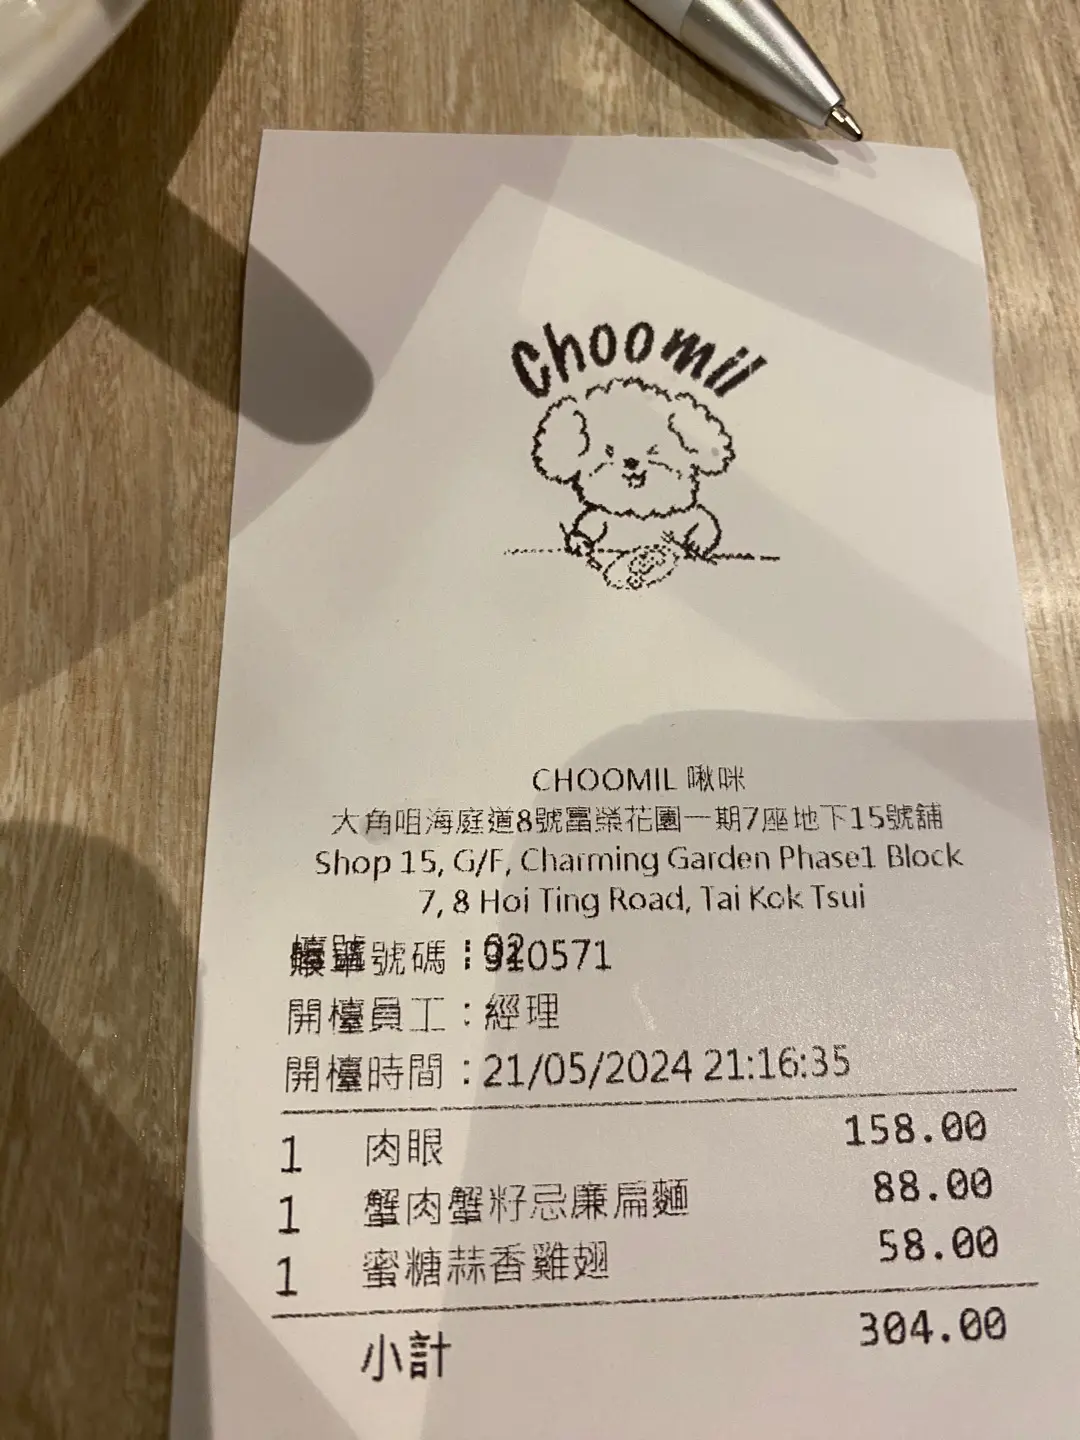 Choomil
CHOOMIL 啾咪
大角咀海庭道8號富榮花園一期7座地下15號舖
Shop 15, G/F, Charming Garden Phase1 Block
7, 8 Hoi Ting Road, Tai Kok Tsui
號碼 : 0571
開檯員工 : 經理
開檯時間 : 21/05/2024 21:16:35
1 肉眼 158.00
1 蟹肉蟹籽忌廉扁麵 88.00
1 蜜糖蒜香雞翅 58.00
小計 304.00